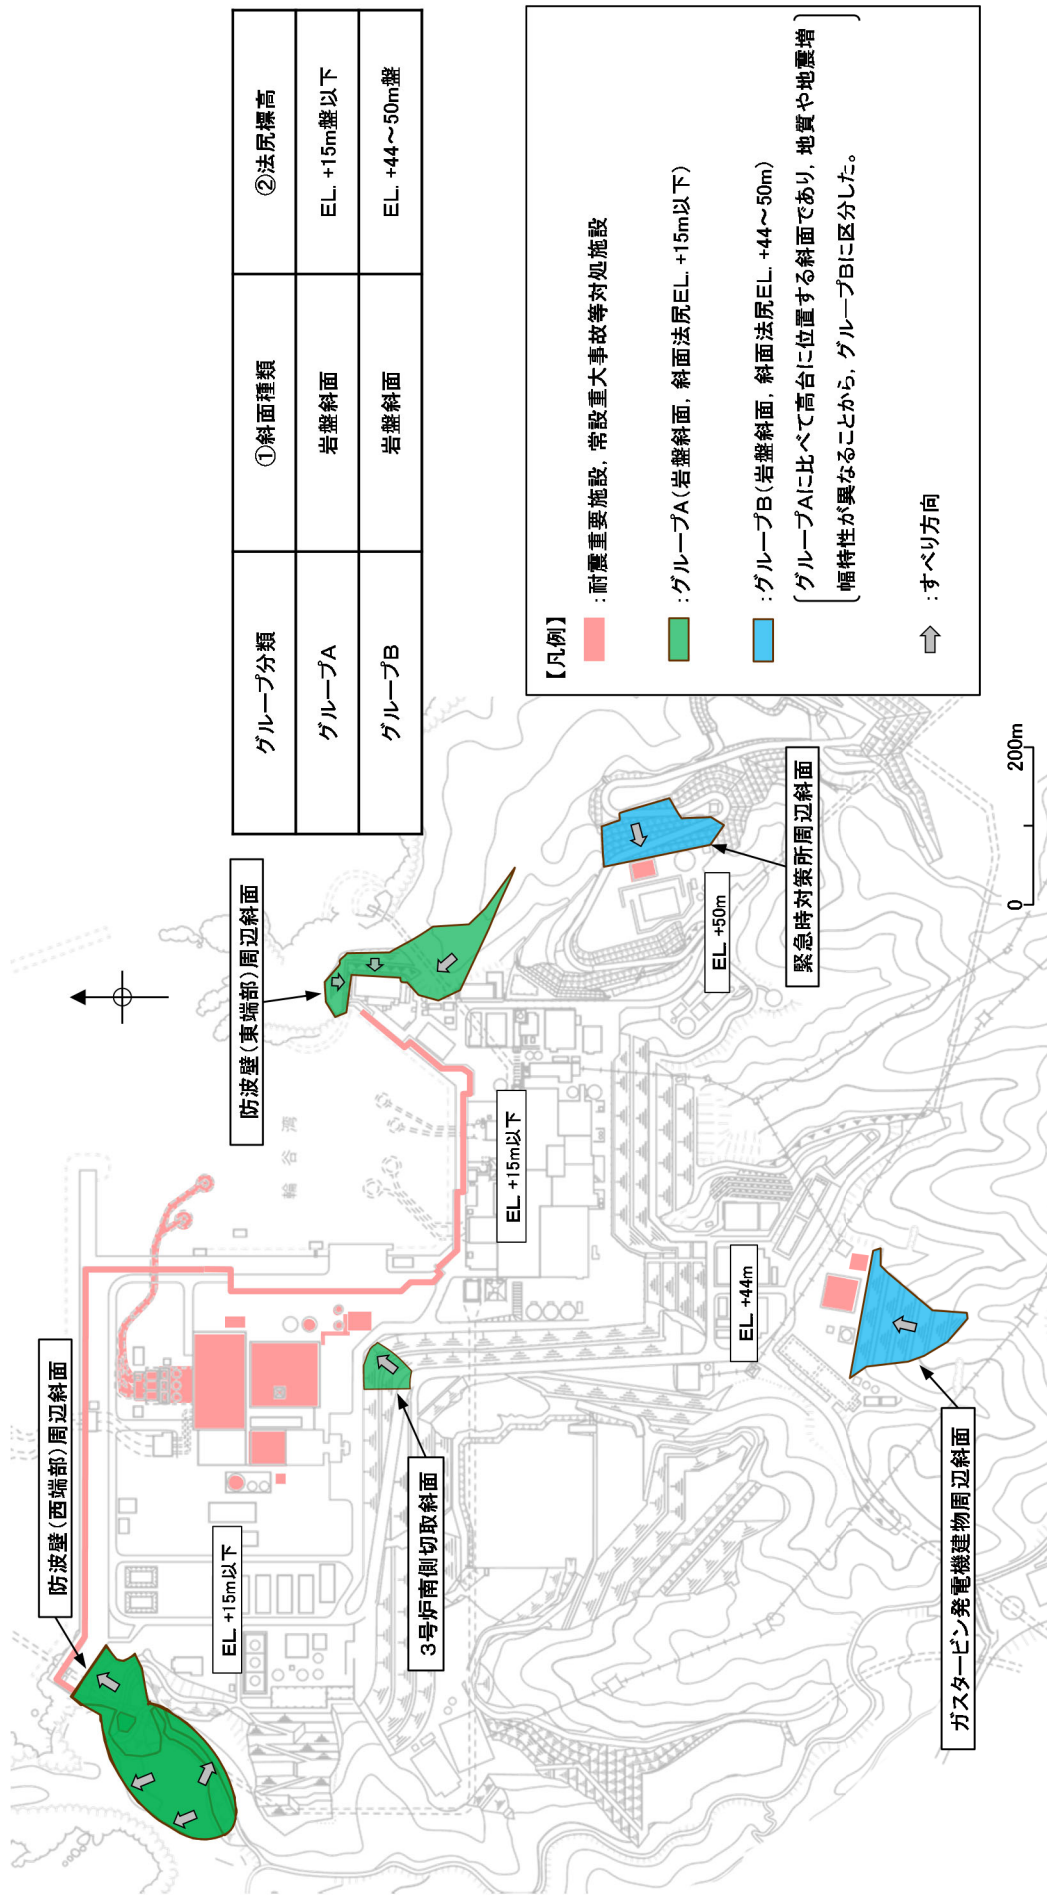 グループ分類 ①斜面種類 ②法尻標高
グループA 岩盤斜面 EL. +15m盤以下
グループB 岩盤斜面 EL. +44～50m盤
【凡例】
：耐震重要施設，常設重大事故等対処施設
：グループA（岩盤斜面，斜面法尻EL. +15m以下）
：グループB（岩盤斜面，斜面法尻EL. +44～50m）
グループAに比べて高台に位置する斜面であり，地質や地震増
幅特性が異なることから，グループBに区分した。
：すべり方向
防波壁（西端部）周辺斜面
防波壁（東端部）周辺斜面
輪谷湾
EL. +15m以下
EL. +15m以下
3号炉南側切取斜面
EL. +50m
EL. +44m
緊急時対策所周辺斜面
ガスタービン発電機建物周辺斜面
0 200m